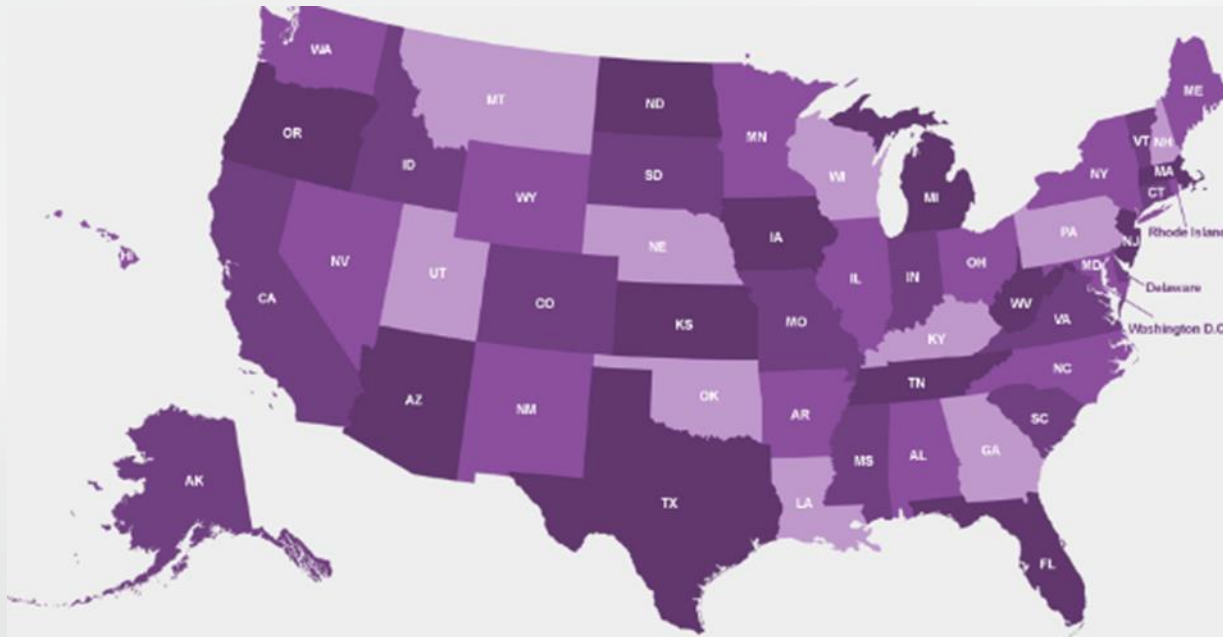 WA
MT
ND
MN
ME
OR
ID
SD
WI
VT
NH
NY
MA
MI
CT
WY
Rhode Island
IA
PA
NE
NJ
NV
UT
IL
IN
OH
MD
HI
CA
CO
Delaware
WV
KS
MO
VA
Washington D.C
KY
NC
TN
AZ
OK
NM
AR
SC
MS
AL
GA
AK
TX
LA
FL